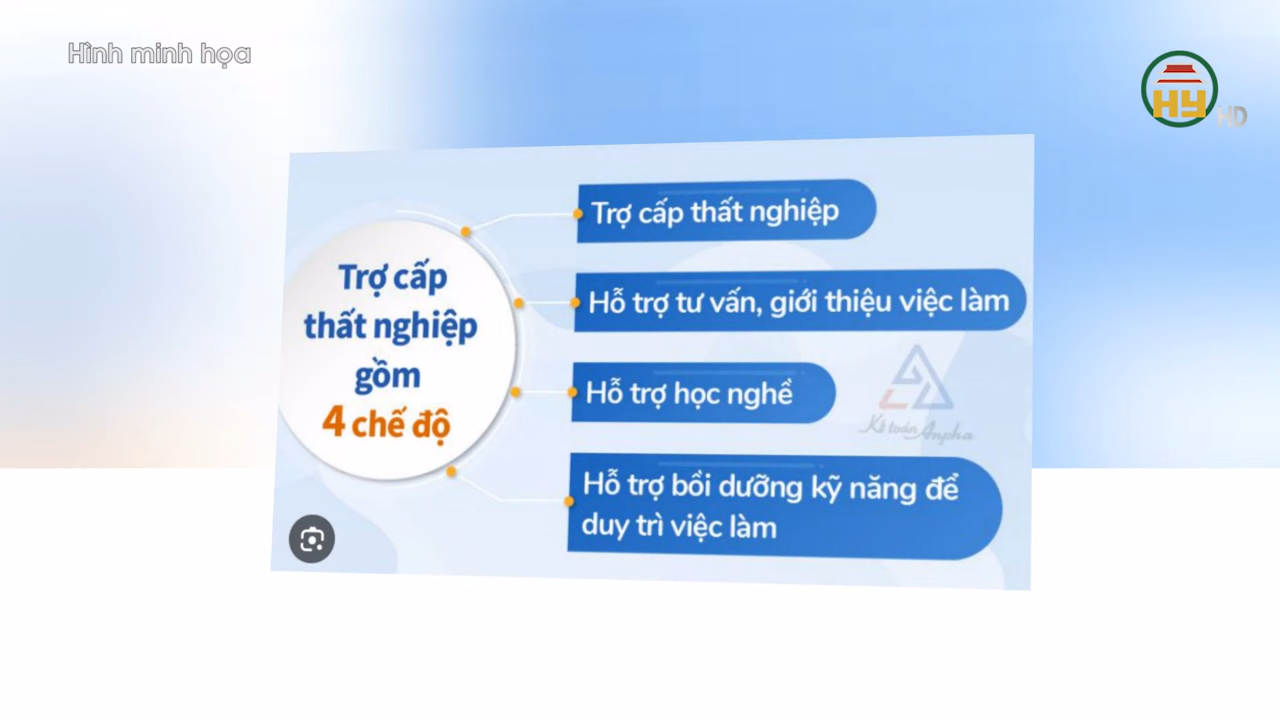 Hình minh họa
HY
HD
Trợ cấp
thất nghiệp
gồm
4 chế độ
Trợ cấp thất nghiệp
Hỗ trợ tư vấn, giới thiệu việc làm
Hỗ trợ học nghề
Hỗ trợ bồi dưỡng kỹ năng để
duy trì việc làm
Kế toán Anpha